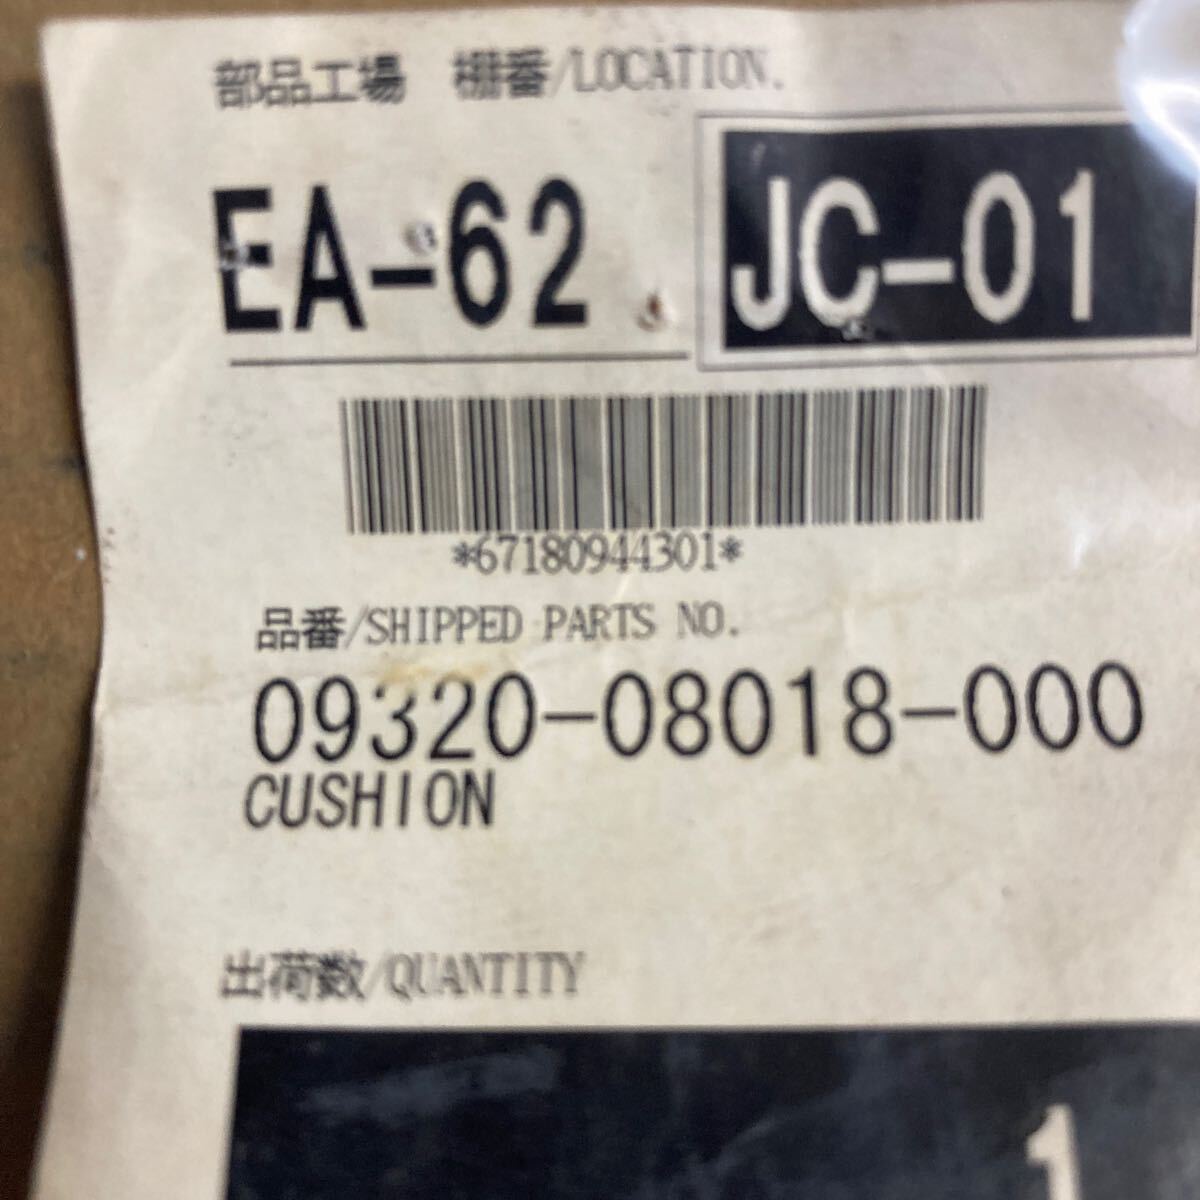 部品工場 棚番/LOCATION.
EA-62 JC-01
*67180944301*
品番/SHIPPED PARTS NO.
09320-08018-000
CUSHION
出荷数/QUANTITY
1